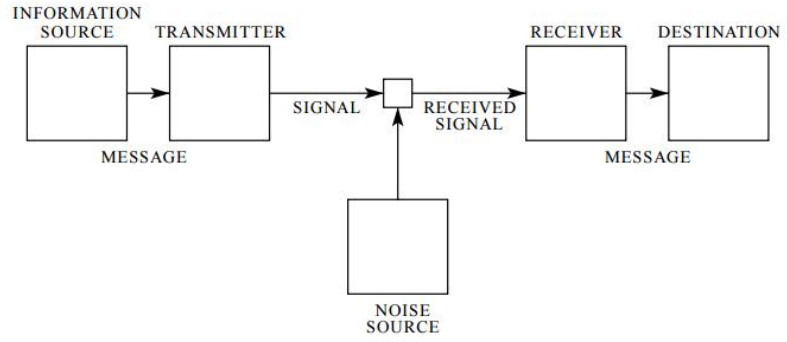 INFORMATION
SOURCE
TRANSMITTER
RECEIVER
DESTINATION
SIGNAL
RECEIVED
SIGNAL
MESSAGE
MESSAGE
NOISE
SOURCE